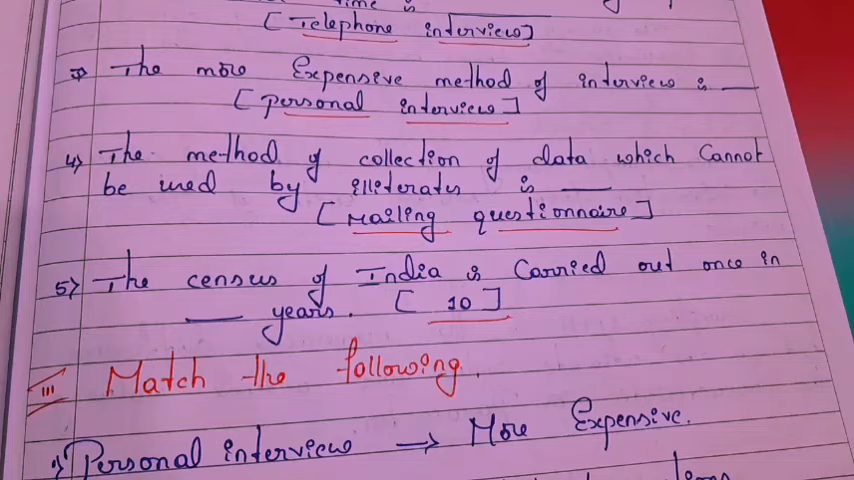 time is
[Telephone interview]
3) The more Expensive method of interview is ___
[personal interview]
4) The method of collection of data which Cannot
be used by illiterates is ___
[Mailing questionnaire]
5) The census of India is Carried out once in
___ years. [10]
III Match the following.
1) Personal interview → More Expensive.